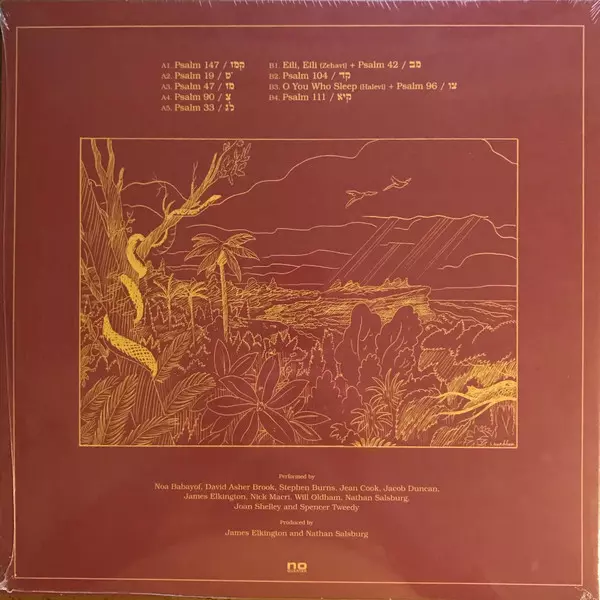 A1. Psalm 147 / קמז
A2. Psalm 19 / יט
A3. Psalm 47 / מז
A4. Psalm 90 / צ
A5. Psalm 33 / לג
B1. Eili, Eili (Zehavi) + Psalm 42 / מב
B2. Psalm 104 / קד
B3. O You Who Sleep (Halevi) + Psalm 96 / צו
B4. Psalm 111 / קיא
Performed by
Noa Babayof, David Asher Brook, Stephen Burns, Jean Cook, Jacob Duncan,
James Elkington, Nick Macri, Will Oldham, Nathan Salsburg,
Joan Shelley and Spencer Tweedy
Produced by
James Elkington and Nathan Salsburg
no
QUARTER